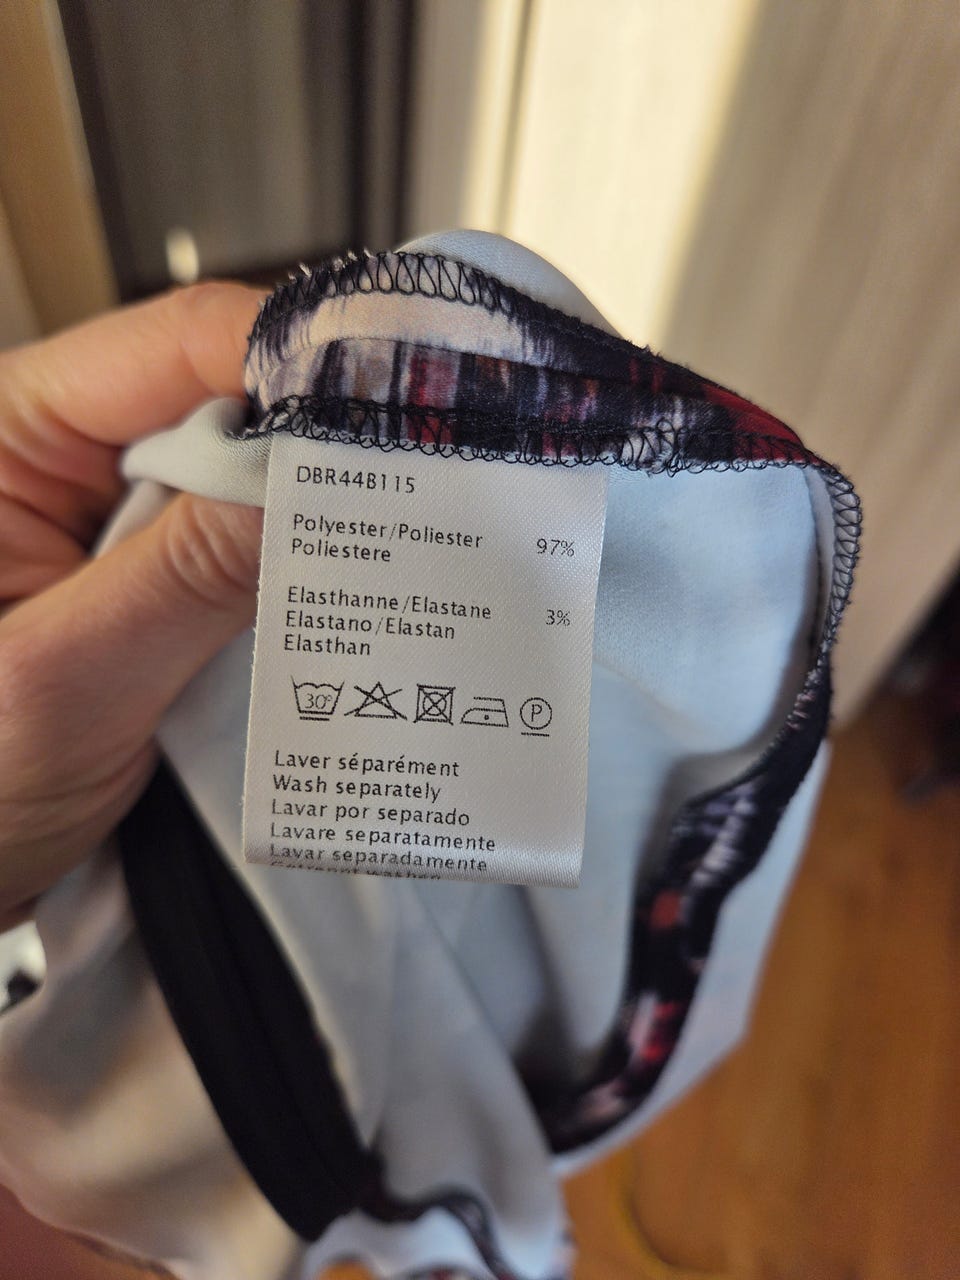 DBR44B115
Polyester/Poliester
Poliestere 97%
Elasthanne/Elastane
Elastano/Elastan 3%
Elasthan
30° P
Laver séparément
Wash separately
Lavar por separado
Lavare separatamente
Lavar separadamente